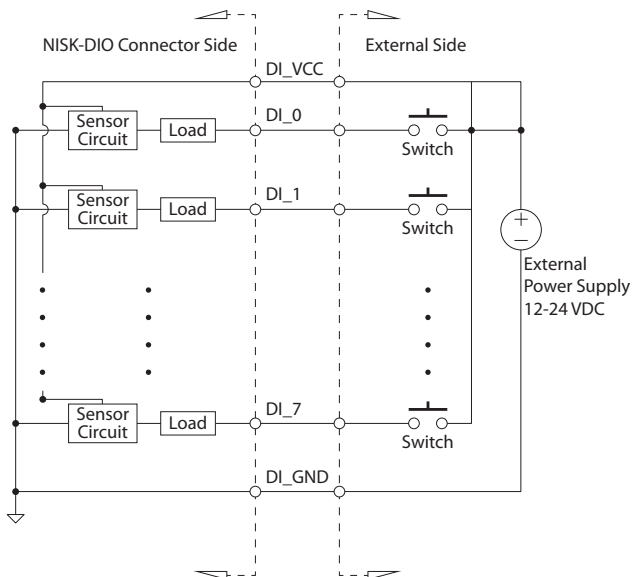 NISK-DIO Connector Side
External Side
DI_VCC
Sensor
Circuit
Load
DI_0
Switch
Sensor
Circuit
Load
DI_1
Switch
+
−
External
Power Supply
12-24 VDC
Sensor
Circuit
Load
DI_7
Switch
DI_GND